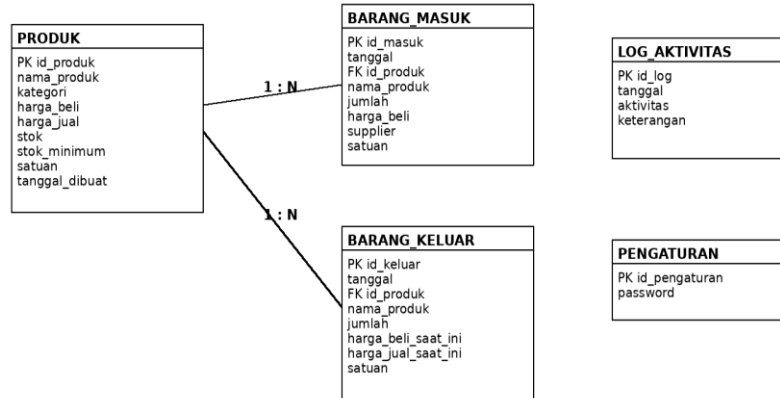 PRODUK
PK id_produk
nama_produk
kategori
harga_beli
harga_jual
stok
stok_minimum
satuan
tanggal_dibuat
1 : N
1 : N
BARANG_MASUK
PK id_masuk
tanggal
FK id_produk
nama_produk
jumlah
harga_beli
supplier
satuan
BARANG_KELUAR
PK id_keluar
tanggal
FK id_produk
nama_produk
jumlah
harga_beli_saat_ini
harga_jual_saat_ini
satuan
LOG_AKTIVITAS
PK id_log
tanggal
aktivitas
keterangan
PENGATURAN
PK id_pengaturan
password